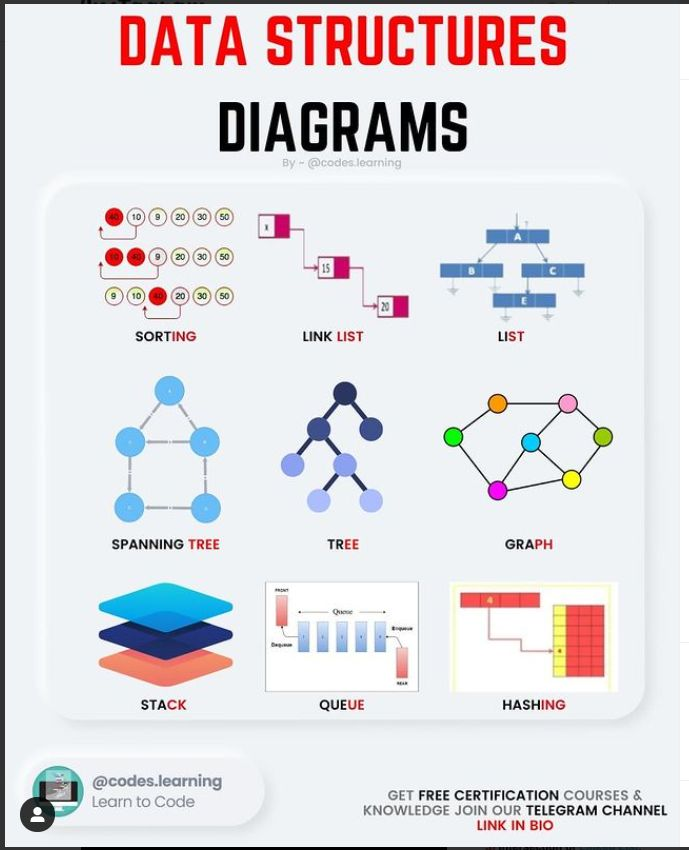 DATA STRUCTURES
DIAGRAMS
By ~ @codes.learning
40 10 9 20 30 50
10 40 9 20 30 50
9 10 40 20 30 50
SORTING
x
15
20
LINK LIST
A
B C
E
LIST
SPANNING TREE
TREE
GRAPH
STACK
FRONT
Queue
Dequeue
Enqueue
REAR
QUEUE
4
4
HASHING
@codes.learning
Learn to Code
GET FREE CERTIFICATION COURSES &
KNOWLEDGE JOIN OUR TELEGRAM CHANNEL
LINK IN BIO